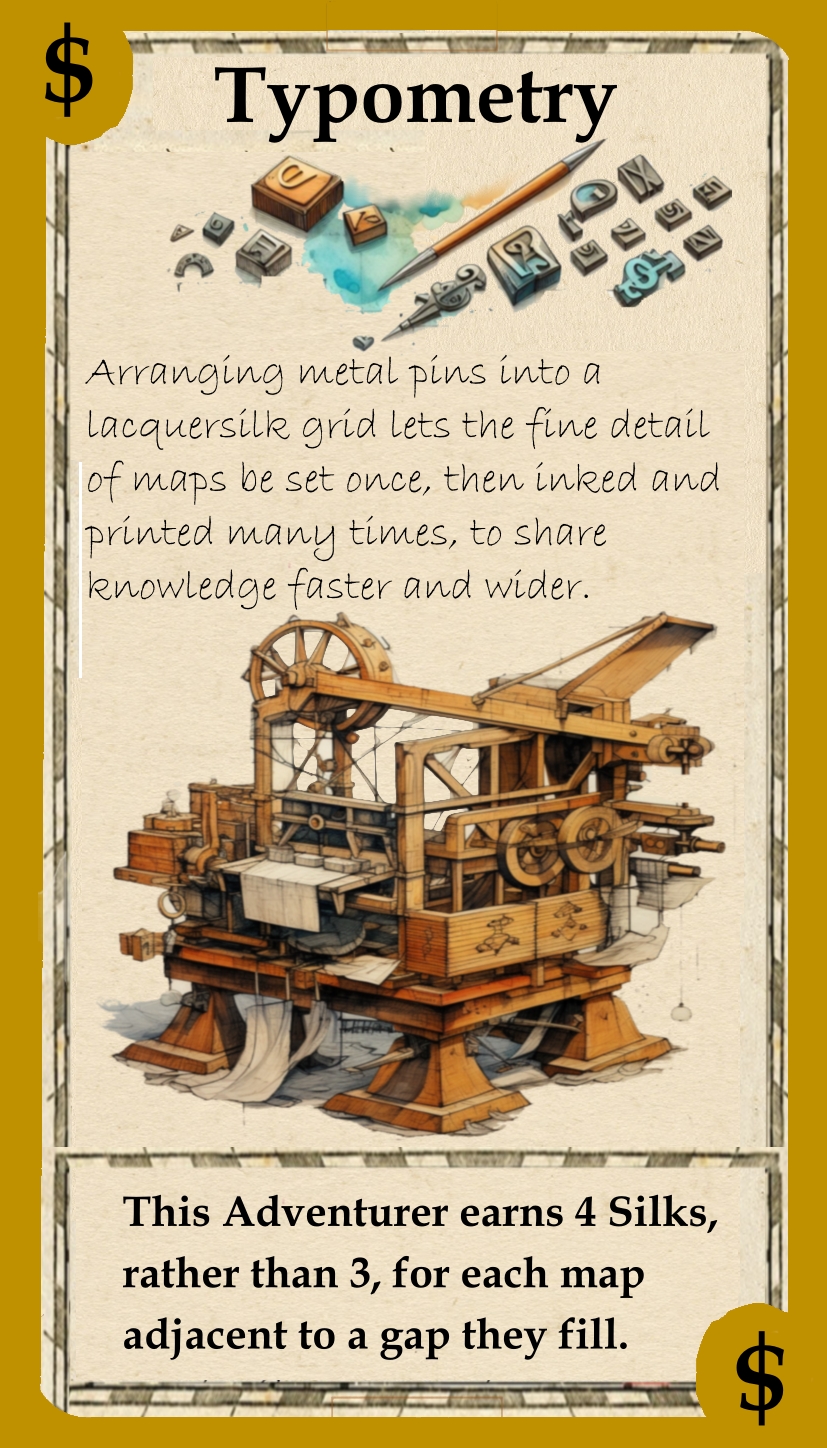 $
Typometry
Arranging metal pins into a
lacquersilk grid lets the fine detail
of maps be set once, then inked and
printed many times, to share
knowledge faster and wider.
This Adventurer earns 4 Silks,
rather than 3, for each map
adjacent to a gap they fill.
$